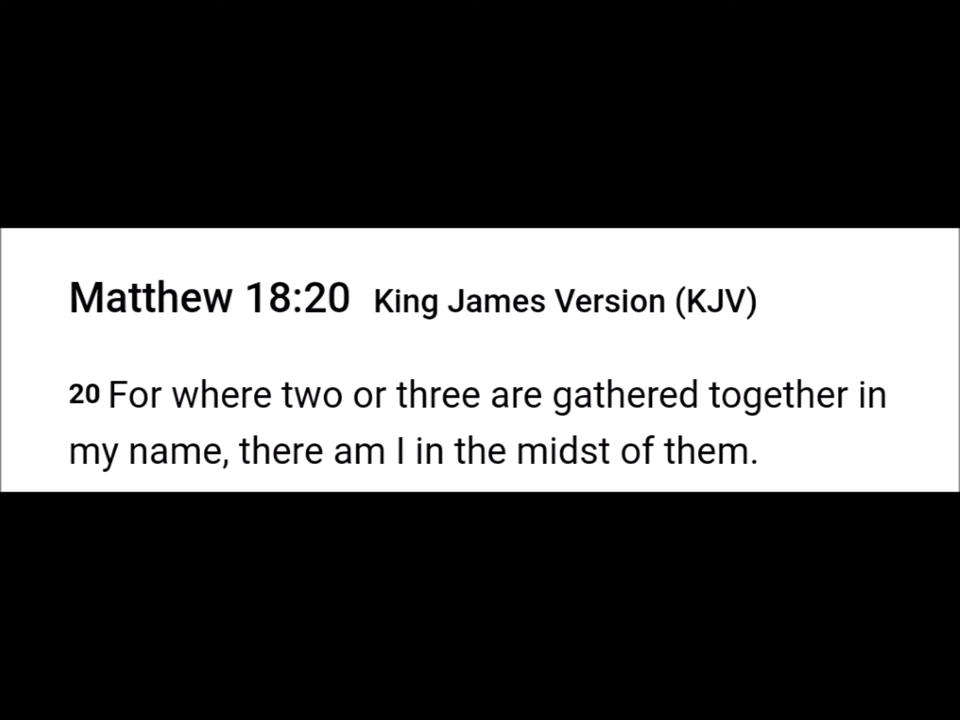 Matthew 18:20 King James Version (KJV)
20 For where two or three are gathered together in
my name, there am I in the midst of them.